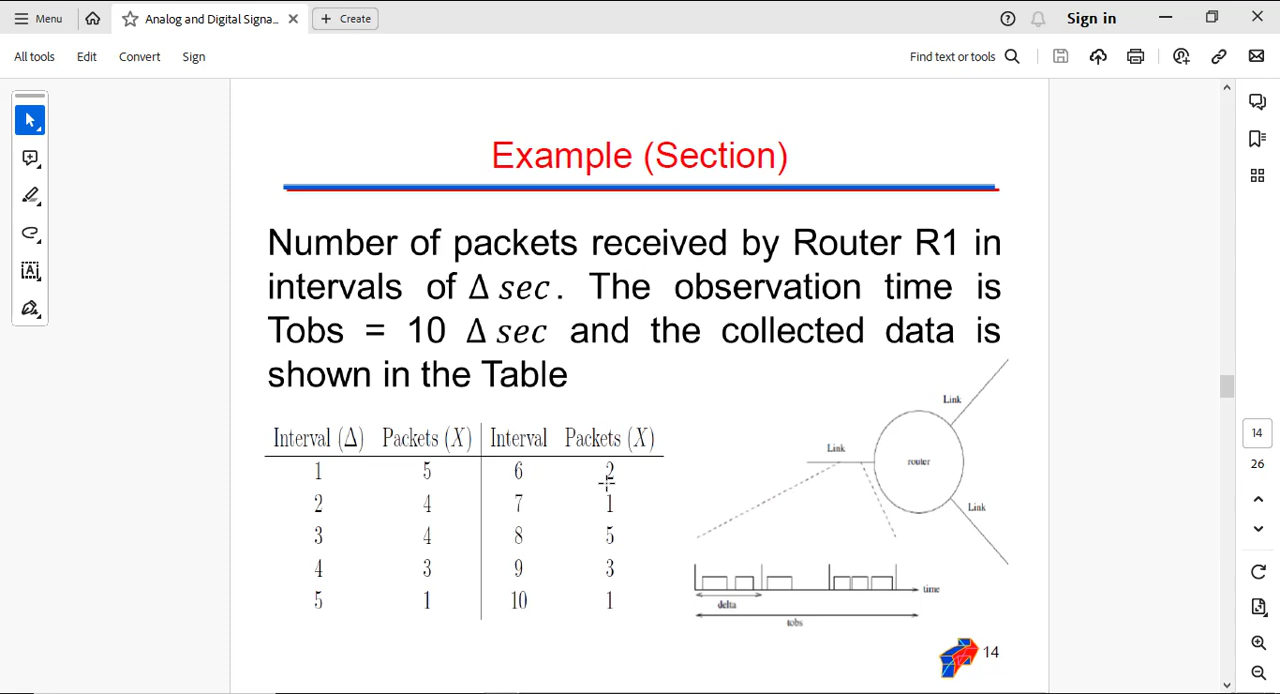 Menu
Analog and Digital Signa...
Create
Sign in
All tools
Edit
Convert
Sign
Find text or tools
Example (Section)
Number of packets received by Router R1 in
intervals of Δ sec. The observation time is
Tobs = 10 Δ sec and the collected data is
shown in the Table
Interval (Δ) Packets (X) Interval Packets (X)
1 5 6 2
2 4 7 1
3 4 8 5
4 3 9 3
5 1 10 1
Link
Link
router
Link
time
delta
tobs
14
14
26